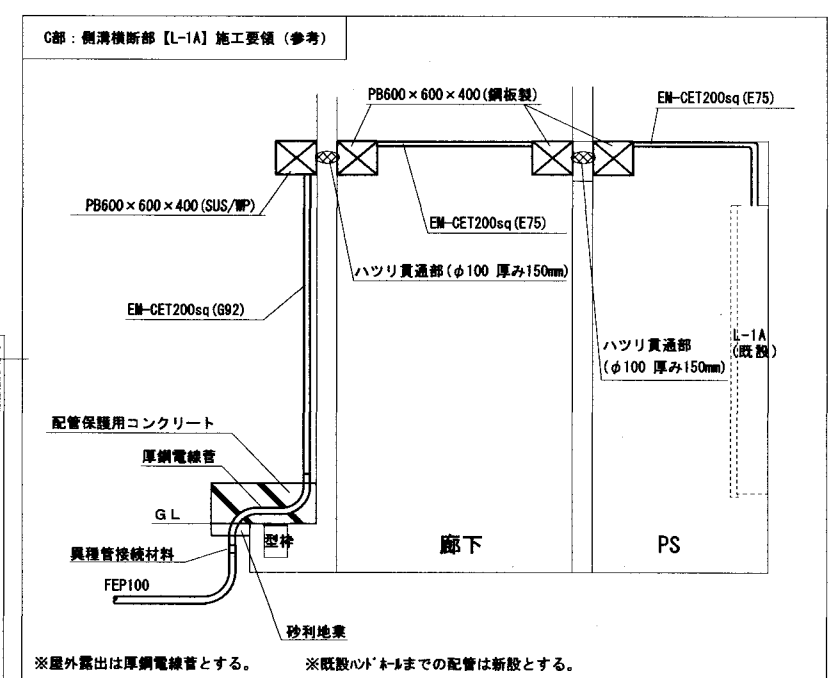 C部：側溝横断部【L-1A】施工要領（参考）
PB600×600×400(鋼板製)
EM-CET200sq(E75)
PB600×600×400(SUS/WP)
EM-CET200sq(E75)
ハツリ貫通部(φ100 厚み150mm)
EM-CET200sq(G92)
ハツリ貫通部
(φ100 厚み150mm)
L-1A
(既設)
配管保護用コンクリート
厚鋼電線管
GL
型枠
廊下
PS
異種管接続材料
FEP100
砂利地業
※屋外露出は厚鋼電線管とする。
※既設ハンドホールまでの配管は新設とする。